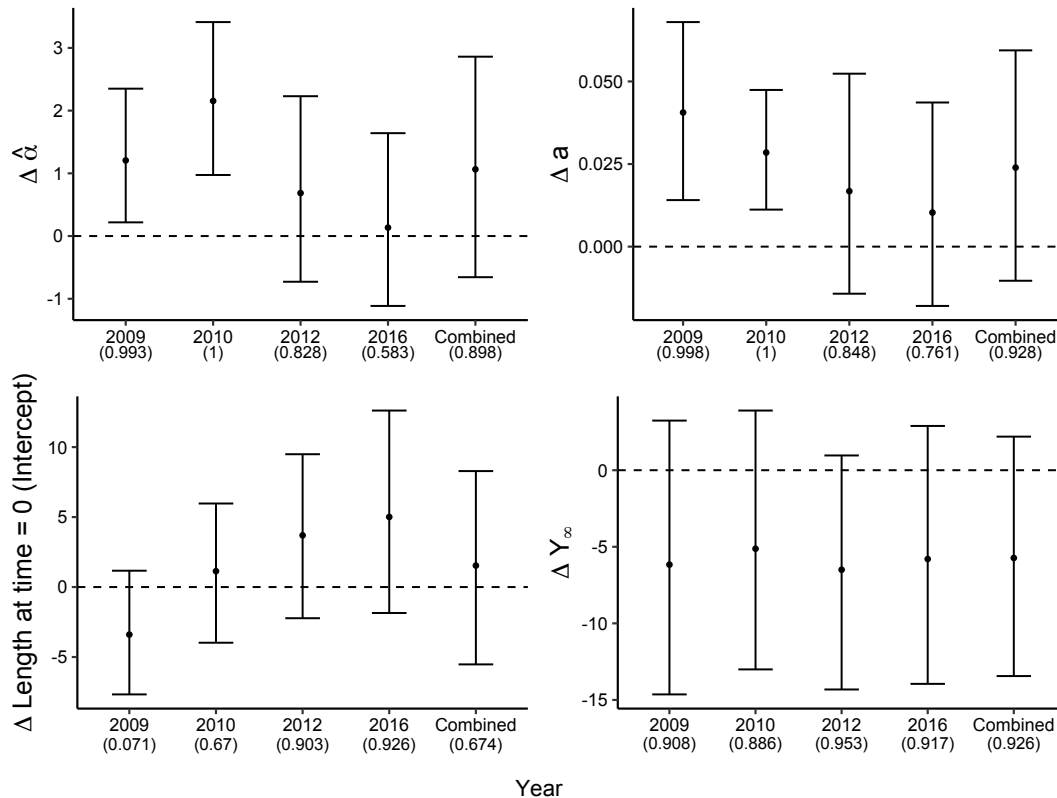 Δ α̂
3
2
1
0
-1
2009 2010 2012 2016 Combined
(0.993) (1) (0.828) (0.583) (0.898)
Δ a
0.050
0.025
0.000
2009 2010 2012 2016 Combined
(0.998) (1) (0.848) (0.761) (0.928)
Δ Length at time = 0 (Intercept)
10
5
0
-5
2009 2010 2012 2016 Combined
(0.071) (0.67) (0.903) (0.926) (0.674)
Δ Y₈
0
-5
-10
-15
2009 2010 2012 2016 Combined
(0.908) (0.886) (0.953) (0.917) (0.926)
Year